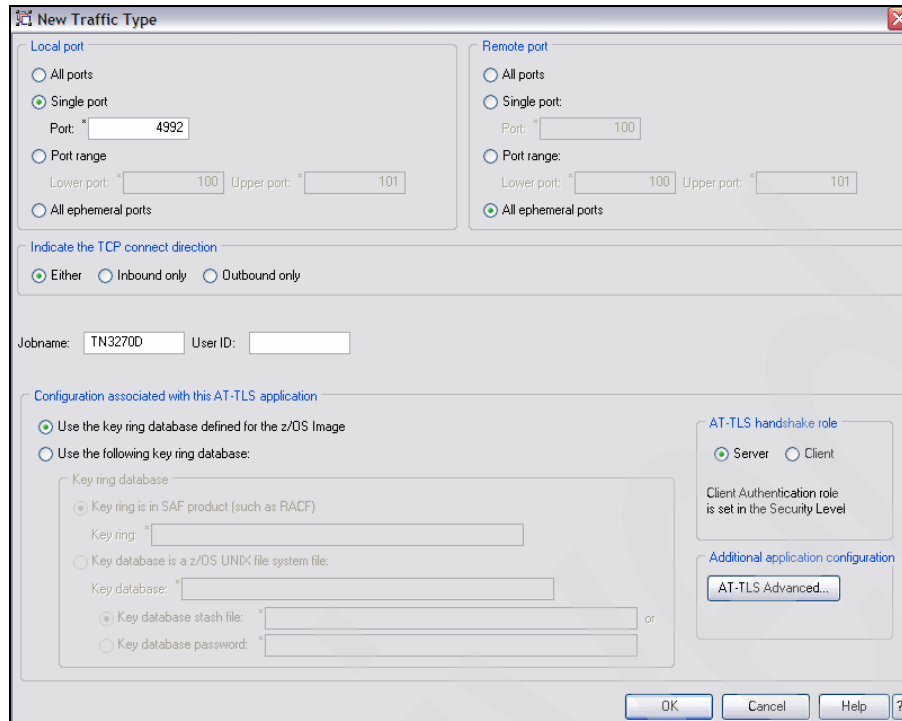 New Traffic Type
Local port
All ports
Single port
Port: * 4992
Port range
Lower port: * 100 Upper port: * 101
All ephemeral ports
Remote port
All ports
Single port:
Port: * 100
Port range:
Lower port: * 100 Upper port: * 101
All ephemeral ports
Indicate the TCP connect direction
Either Inbound only Outbound only
Jobname: TN3270D User ID:
Configuration associated with this AT-TLS application
Use the key ring database defined for the z/OS Image
Use the following key ring database:
Key ring database
Key ring is in SAF product (such as RACF)
Key ring: *
Key database is a z/OS UNIX file system file:
Key database: *
Key database stash file: * or
Key database password: *
AT-TLS handshake role
Server Client
Client Authentication role
is set in the Security Level
Additional application configuration
AT-TLS Advanced...
OK Cancel Help ?